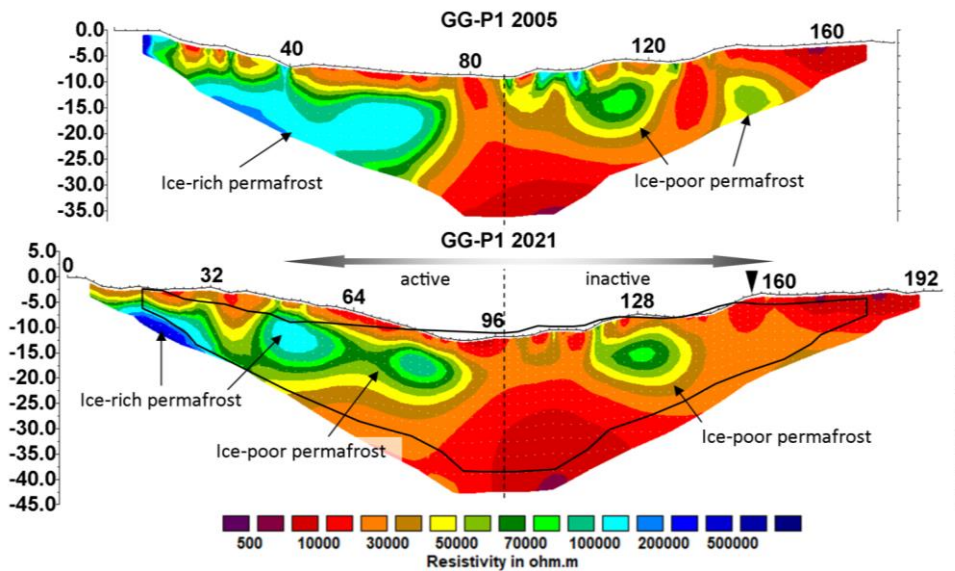 GG-P1 2005
0.0
-5.0
-10.0
-15.0
-20.0
-25.0
-30.0
-35.0
40
80
120
160
Ice-rich permafrost
Ice-poor permafrost
GG-P1 2021
active
inactive
5.0
0.0
-5.0
-10.0
-15.0
-20.0
-25.0
-30.0
-35.0
-40.0
-45.0
0
32
64
96
128
160
192
Ice-rich permafrost
Ice-poor permafrost
Ice-poor permafrost
500 10000 30000 50000 70000 100000 200000 500000
Resistivity in ohm.m